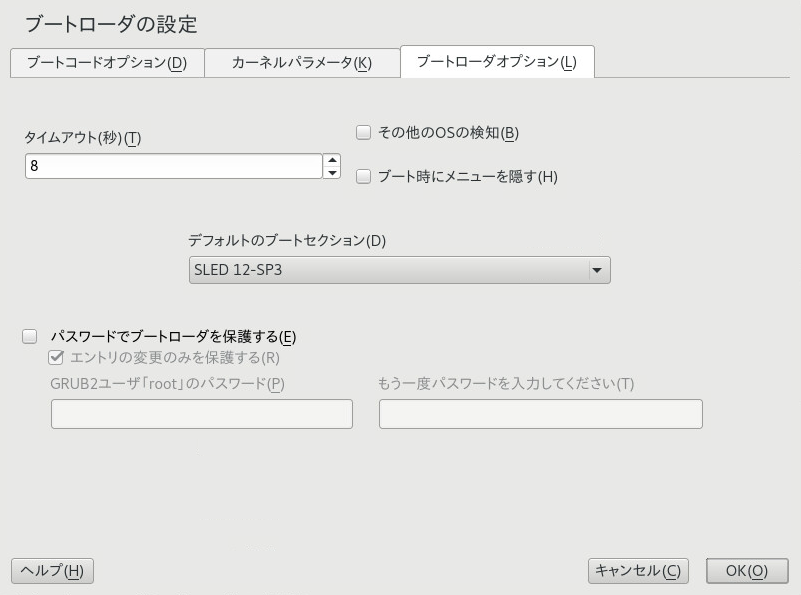 ブートローダの設定
ブートコードオプション(D)
カーネルパラメータ(K)
ブートローダオプション(L)
タイムアウト(秒)(T)
8
その他のOSの検知(B)
ブート時にメニューを隠す(H)
デフォルトのブートセクション(D)
SLED 12-SP3
パスワードでブートローダを保護する(E)
エントリの変更のみを保護する(R)
GRUB2ユーザ「root」のパスワード(P)
もう一度パスワードを入力してください(T)
ヘルプ(H)
キャンセル(C)
OK(O)